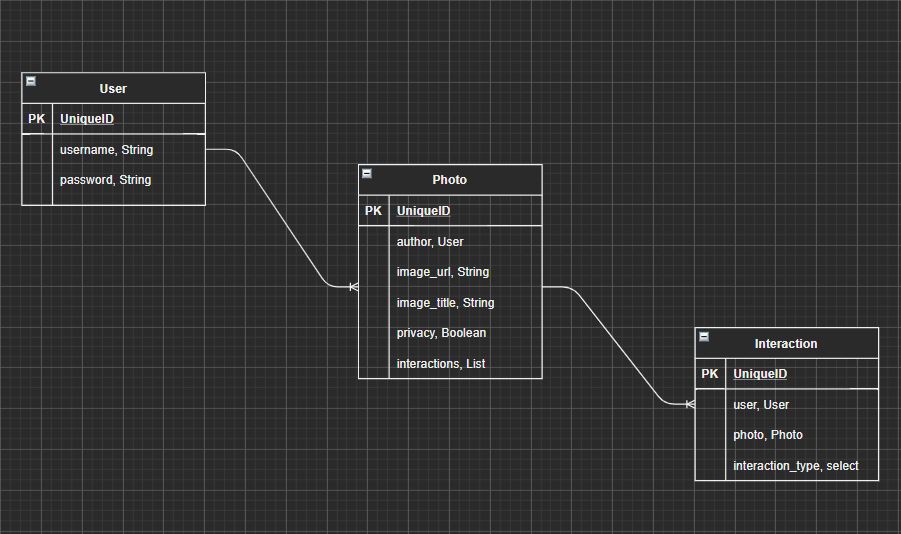 User
PK UniqueID
username, String
password, String
Photo
PK UniqueID
author, User
image_url, String
image_title, String
privacy, Boolean
interactions, List
Interaction
PK UniqueID
user, User
photo, Photo
interaction_type, select